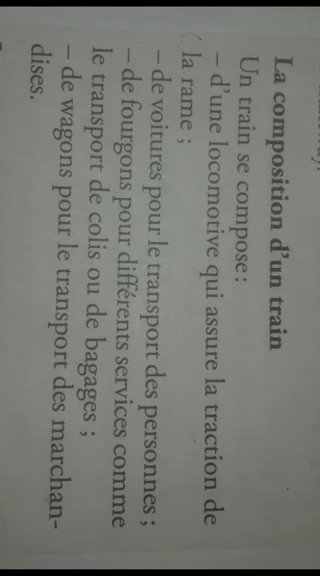 La composition d'un train
Un train se compose :
– d'une locomotive qui assure la traction de
la rame ;
– de voitures pour le transport des personnes ;
– de fourgons pour différents services comme
le transport de colis ou de bagages ;
– de wagons pour le transport des marchan-
dises.